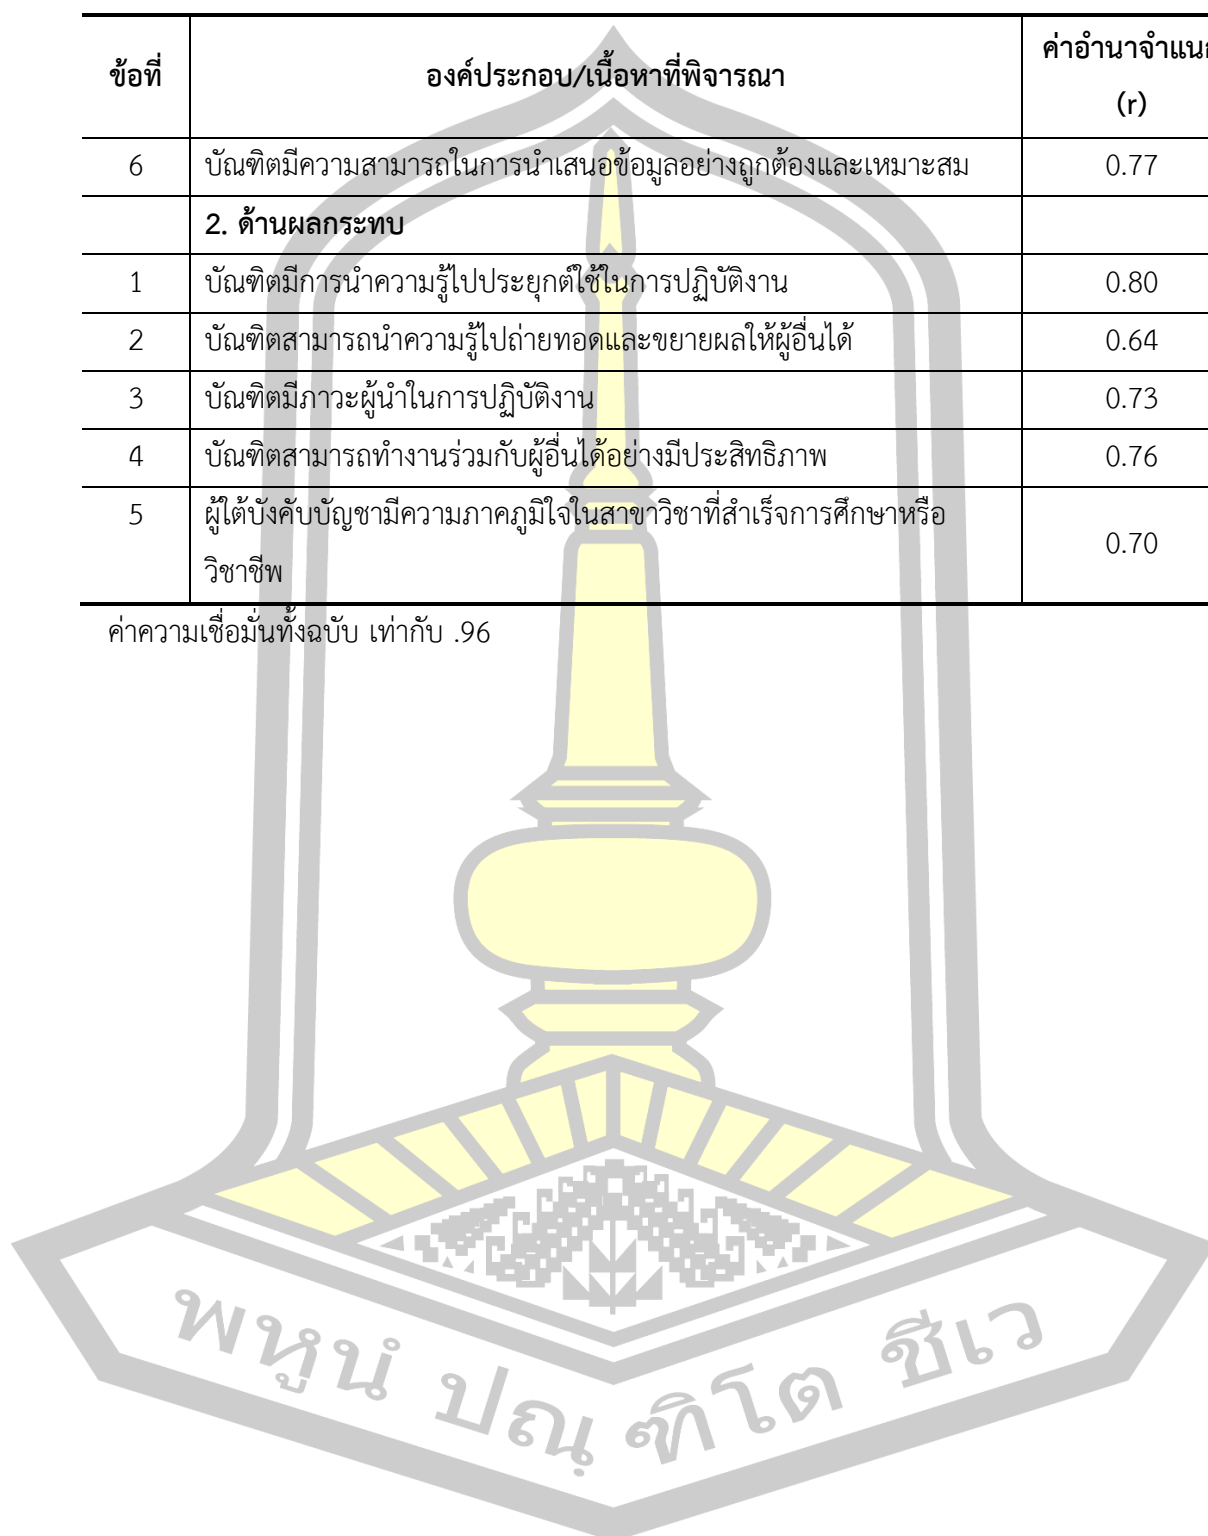 ข้อที่ องค์ประกอบ/เนื้อหาที่พิจารณา ค่าอำนาจจำแนก
(r)
6 บัณฑิตมีความสามารถในการนำเสนอข้อมูลอย่างถูกต้องและเหมาะสม 0.77
2. ด้านผลกระทบ
1 บัณฑิตมีการนำความรู้ไปประยุกต์ใช้ในการปฏิบัติงาน 0.80
2 บัณฑิตสามารถนำความรู้ไปถ่ายทอดและขยายผลให้ผู้อื่นได้ 0.64
3 บัณฑิตมีภาวะผู้นำในการปฏิบัติงาน 0.73
4 บัณฑิตสามารถทำงานร่วมกับผู้อื่นได้อย่างมีประสิทธิภาพ 0.76
5 ผู้ใต้บังคับบัญชามีความภาคภูมิใจในสาขาวิชาที่สำเร็จการศึกษาหรือ
วิชาชีพ 0.70
ค่าความเชื่อมั่นทั้งฉบับ เท่ากับ .96
พหูนํ ปณฺฑิโต ชีเว